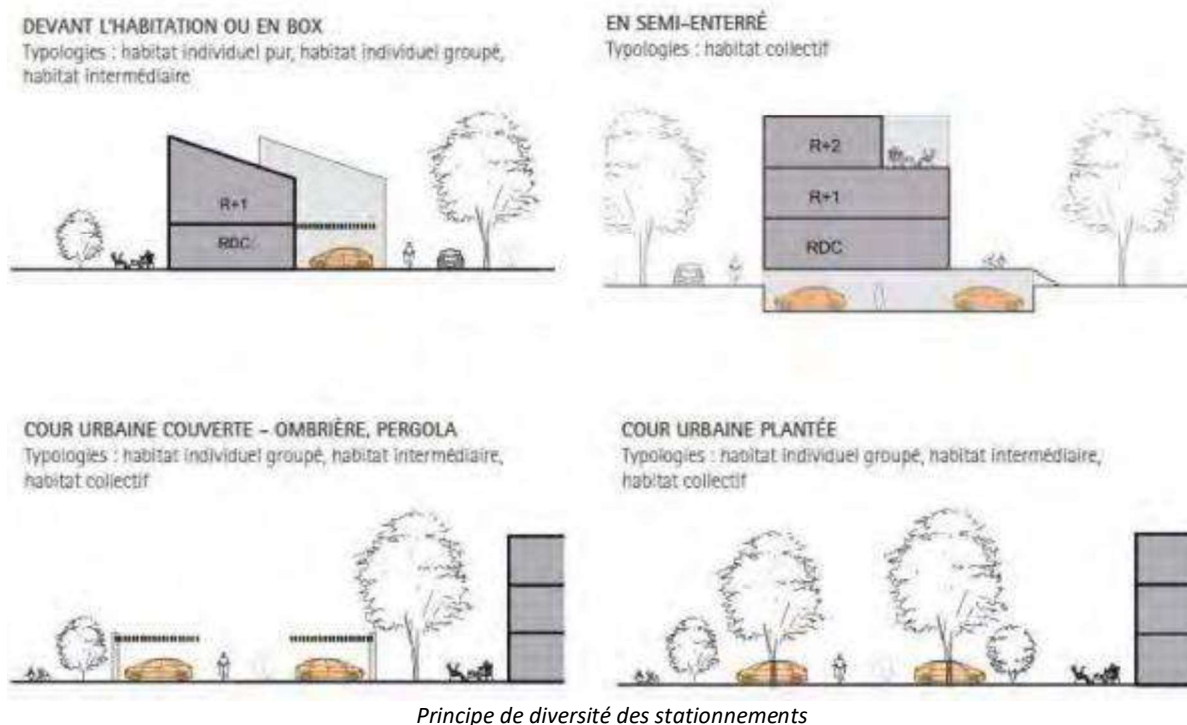 DEVANT L'HABITATION OU EN BOX
Typologies : habitat individuel pur, habitat individuel groupé,
habitat intermédiaire
R+1
RDC
EN SEMI-ENTERRÉ
Typologies : habitat collectif
R+2
R+1
RDC
COUR URBAINE COUVERTE – OMBRIÈRE, PERGOLA
Typologies : habitat individuel groupé, habitat intermédiaire,
habitat collectif
COUR URBAINE PLANTÉE
Typologies : habitat individuel groupé, habitat intermédiaire,
habitat collectif
Principe de diversité des stationnements